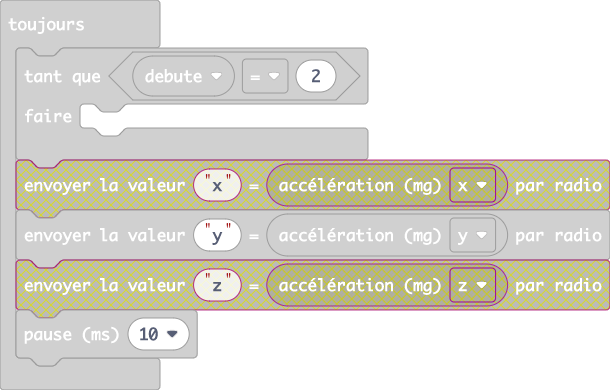 toujours
tant que debute = 2
faire
envoyer la valeur "x" = accélération (mg) x par radio
envoyer la valeur "y" = accélération (mg) y par radio
envoyer la valeur "z" = accélération (mg) z par radio
pause (ms) 10